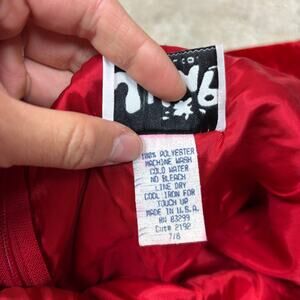 100% POLYESTER
MACHINE WASH
COLD WATER
NO BLEACH
LINE DRY
COOL IRON FOR
TOUCH UP
MADE IN U.S.A.
RN 83299
Cut# 2192
7/8